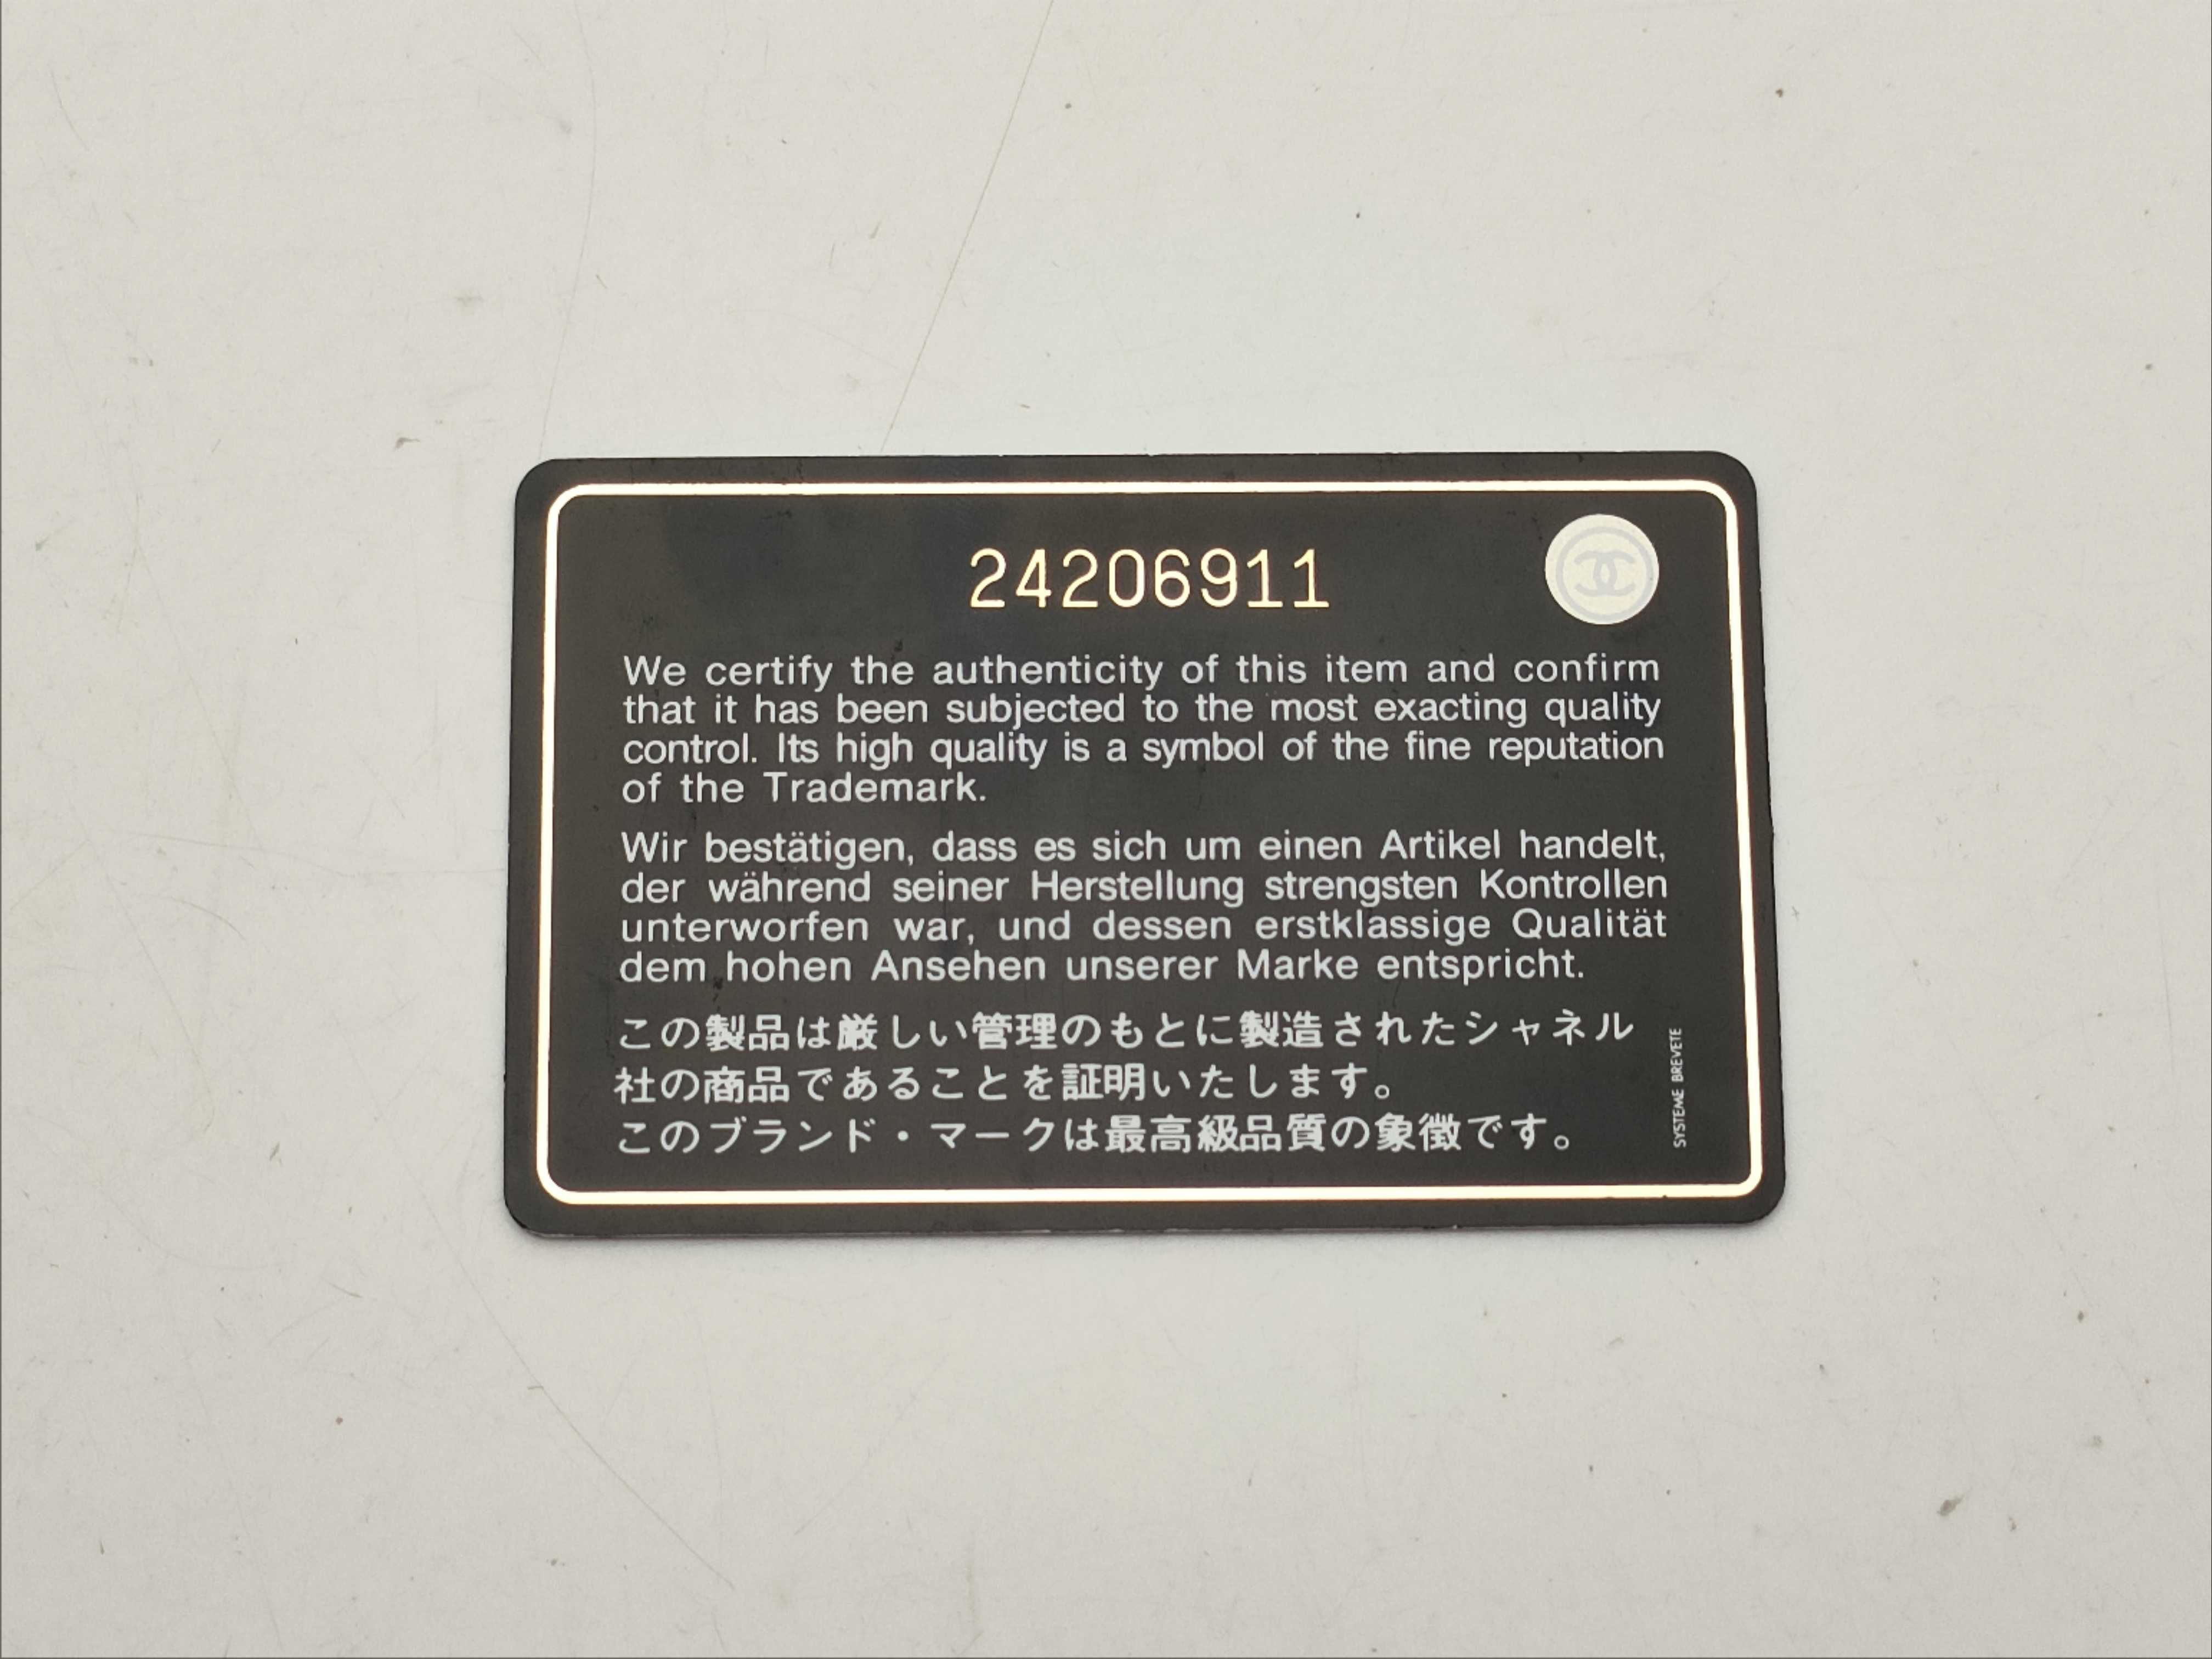 24206911
We certify the authenticity of this item and confirm
that it has been subjected to the most exacting quality
control. Its high quality is a symbol of the fine reputation
of the Trademark.
Wir bestätigen, dass es sich um einen Artikel handelt,
der während seiner Herstellung strengsten Kontrollen
unterworfen war, und dessen erstklassige Qualität
dem hohen Ansehen unserer Marke entspricht.
この製品は厳しい管理のもとに製造されたシャネル
社の商品であることを証明いたします。
このブランド・マークは最高級品質の象徴です。
SYSTEME BREVETE